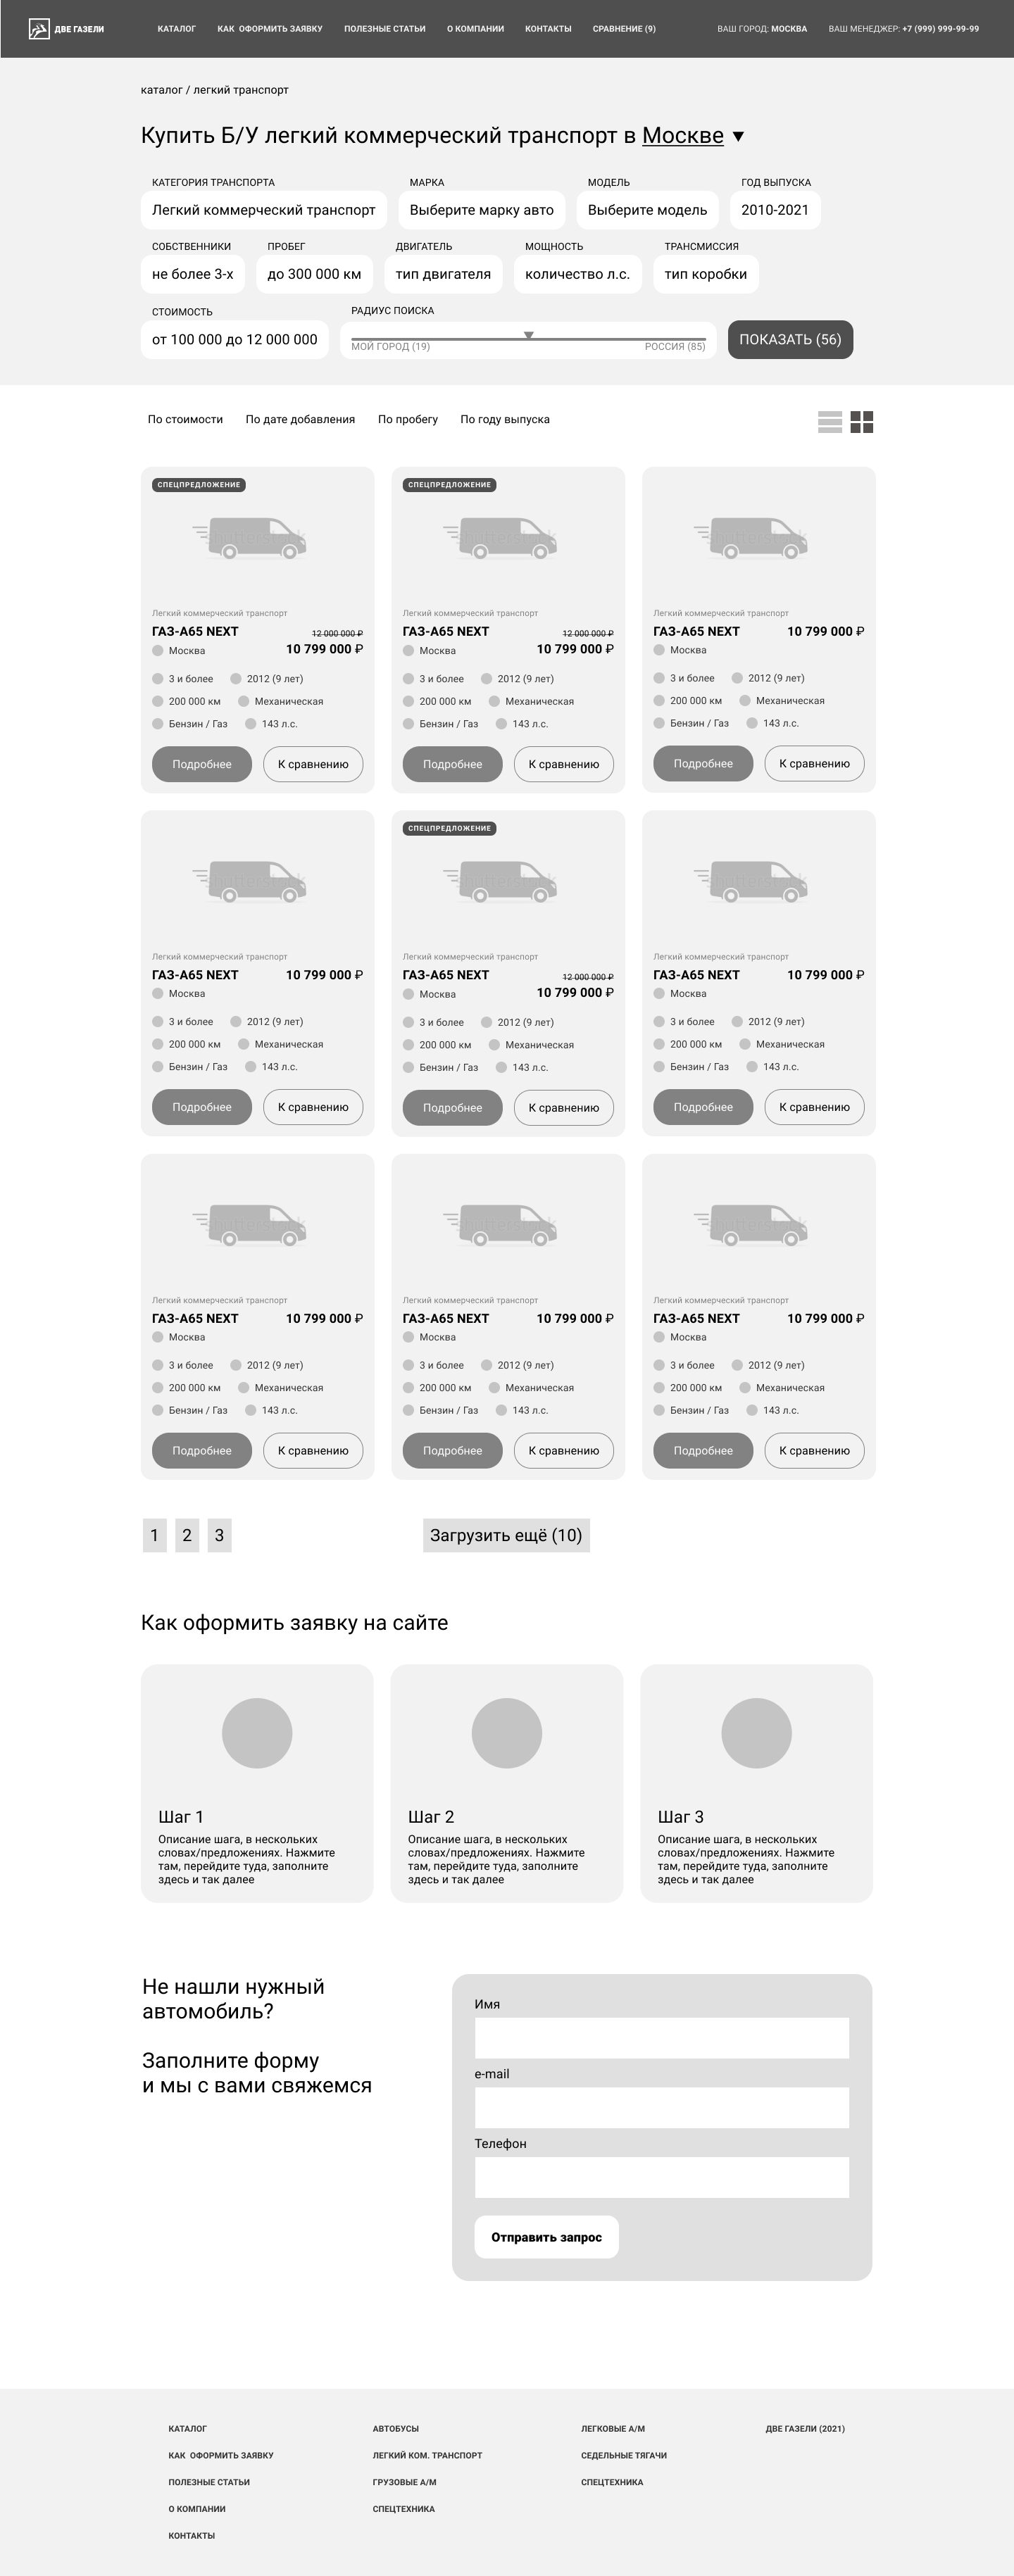 ДВЕ ГАЗЕЛИ
КАТАЛОГ
КАК ОФОРМИТЬ ЗАЯВКУ
ПОЛЕЗНЫЕ СТАТЬИ
О КОМПАНИИ
КОНТАКТЫ
СРАВНЕНИЕ (9)
ВАШ ГОРОД: МОСКВА
ВАШ МЕНЕДЖЕР: +7 (999) 999-99-99
каталог / легкий транспорт
Купить Б/У легкий коммерческий транспорт в Москве
КАТЕГОРИЯ ТРАНСПОРТА
Легкий коммерческий транспорт
МАРКА
Выберите марку авто
МОДЕЛЬ
Выберите модель
ГОД ВЫПУСКА
2010-2021
СОБСТВЕННИКИ
не более 3-х
ПРОБЕГ
до 300 000 км
ДВИГАТЕЛЬ
тип двигателя
МОЩНОСТЬ
количество л.с.
ТРАНСМИССИЯ
тип коробки
СТОИМОСТЬ
от 100 000 до 12 000 000
РАДИУС ПОИСКА
МОЙ ГОРОД (19)
РОССИЯ (85)
ПОКАЗАТЬ (56)
По стоимости
По дате добавления
По пробегу
По году выпуска
СПЕЦПРЕДЛОЖЕНИЕ
Легкий коммерческий транспорт
ГАЗ-А65 NEXT
12 000 000 ₽
Москва
10 799 000 ₽
3 и более
2012 (9 лет)
200 000 км
Механическая
Бензин / Газ
143 л.с.
Подробнее
К сравнению
СПЕЦПРЕДЛОЖЕНИЕ
Легкий коммерческий транспорт
ГАЗ-А65 NEXT
12 000 000 ₽
Москва
10 799 000 ₽
3 и более
2012 (9 лет)
200 000 км
Механическая
Бензин / Газ
143 л.с.
Подробнее
К сравнению
Легкий коммерческий транспорт
ГАЗ-А65 NEXT
10 799 000 ₽
Москва
3 и более
2012 (9 лет)
200 000 км
Механическая
Бензин / Газ
143 л.с.
Подробнее
К сравнению
Легкий коммерческий транспорт
ГАЗ-А65 NEXT
10 799 000 ₽
Москва
3 и более
2012 (9 лет)
200 000 км
Механическая
Бензин / Газ
143 л.с.
Подробнее
К сравнению
СПЕЦПРЕДЛОЖЕНИЕ
Легкий коммерческий транспорт
ГАЗ-А65 NEXT
12 000 000 ₽
Москва
10 799 000 ₽
3 и более
2012 (9 лет)
200 000 км
Механическая
Бензин / Газ
143 л.с.
Подробнее
К сравнению
Легкий коммерческий транспорт
ГАЗ-А65 NEXT
10 799 000 ₽
Москва
3 и более
2012 (9 лет)
200 000 км
Механическая
Бензин / Газ
143 л.с.
Подробнее
К сравнению
Легкий коммерческий транспорт
ГАЗ-А65 NEXT
10 799 000 ₽
Москва
3 и более
2012 (9 лет)
200 000 км
Механическая
Бензин / Газ
143 л.с.
Подробнее
К сравнению
Легкий коммерческий транспорт
ГАЗ-А65 NEXT
10 799 000 ₽
Москва
3 и более
2012 (9 лет)
200 000 км
Механическая
Бензин / Газ
143 л.с.
Подробнее
К сравнению
Легкий коммерческий транспорт
ГАЗ-А65 NEXT
10 799 000 ₽
Москва
3 и более
2012 (9 лет)
200 000 км
Механическая
Бензин / Газ
143 л.с.
Подробнее
К сравнению
1
2
3
Загрузить ещё (10)
Как оформить заявку на сайте
Шаг 1
Описание шага, в нескольких
словах/предложениях. Нажмите
там, перейдите туда, заполните
здесь и так далее
Шаг 2
Описание шага, в нескольких
словах/предложениях. Нажмите
там, перейдите туда, заполните
здесь и так далее
Шаг 3
Описание шага, в нескольких
словах/предложениях. Нажмите
там, перейдите туда, заполните
здесь и так далее
Не нашли нужный
автомобиль?
Заполните форму
и мы с вами свяжемся
Имя
e-mail
Телефон
Отправить запрос
КАТАЛОГ
КАК ОФОРМИТЬ ЗАЯВКУ
ПОЛЕЗНЫЕ СТАТЬИ
О КОМПАНИИ
КОНТАКТЫ
АВТОБУСЫ
ЛЕГКИЙ КОМ. ТРАНСПОРТ
ГРУЗОВЫЕ А/М
СПЕЦТЕХНИКА
ЛЕГКОВЫЕ А/М
СЕДЕЛЬНЫЕ ТЯГАЧИ
СПЕЦТЕХНИКА
ДВЕ ГАЗЕЛИ (2021)